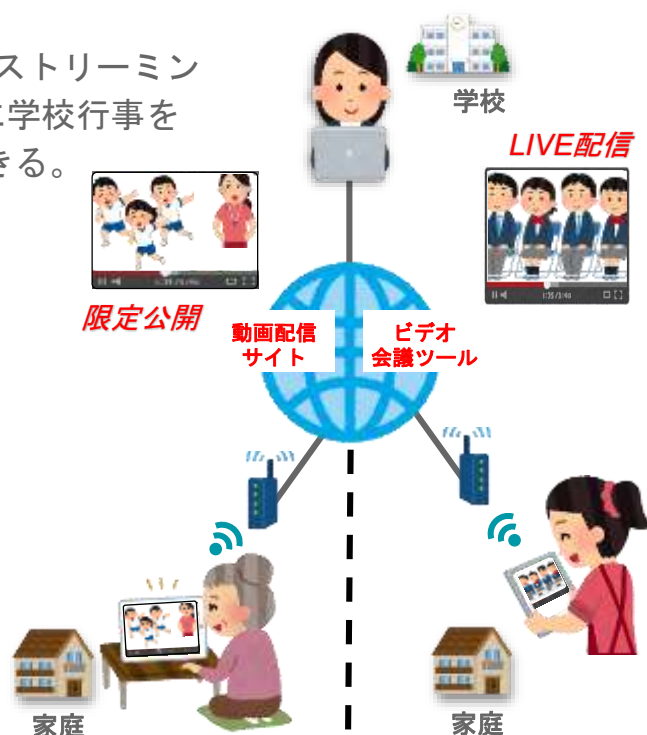 ストリーミン
学校行事を
きる。
学校
LIVE配信
限定公開
動画配信
サイト
ビデオ
会議ツール
家庭
家庭